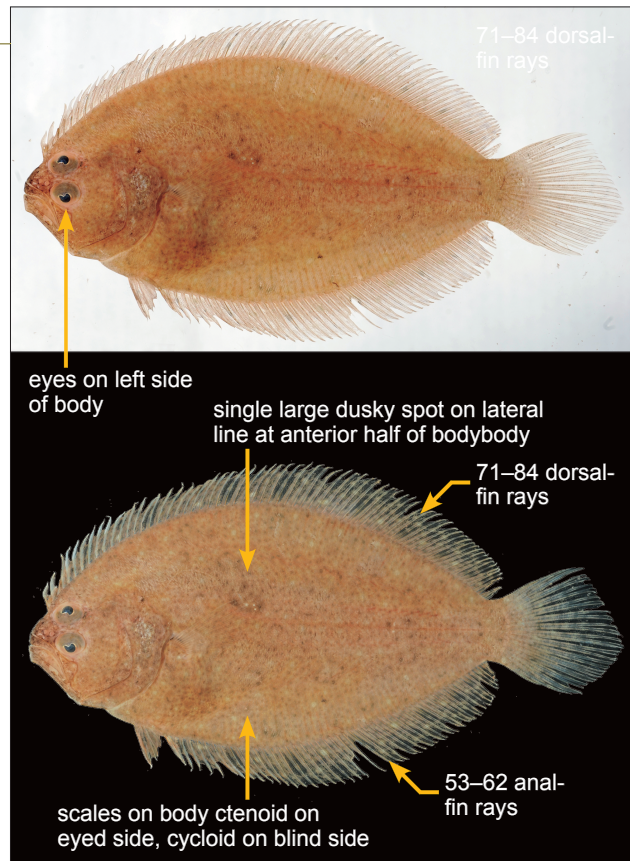 71–84 dorsal-
fin rays
eyes on left side
of body
single large dusky spot on lateral
line at anterior half of bodybody
71–84 dorsal-
fin rays
53–62 anal-
fin rays
scales on body ctenoid on
eyed side, cycloid on blind side